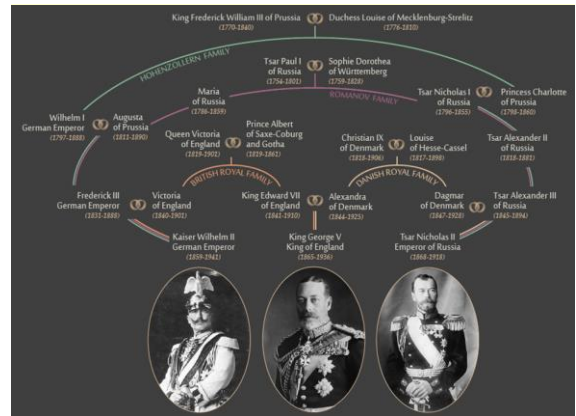 King Frederick William III of Prussia
(1770-1840)
Duchess Louise of Mecklenburg-Strelitz
(1776-1810)
HOHENZOLLERN FAMILY
Tsar Paul I
of Russia
(1754-1801)
Sophie Dorothea
of Württemberg
(1759-1828)
ROMANOV FAMILY
Maria
of Russia
(1786-1859)
Tsar Nicholas I
of Russia
(1796-1855)
Princess Charlotte
of Prussia
(1798-1860)
Wilhelm I
German Emperor
(1797-1888)
Augusta
of Prussia
(1811-1890)
Queen Victoria
of England
(1819-1901)
Prince Albert
of Saxe-Coburg
and Gotha
(1819-1861)
Christian IX
of Denmark
(1818-1906)
Louise
of Hesse-Cassel
(1817-1898)
Tsar Alexander II
of Russia
(1818-1881)
BRITISH ROYAL FAMILY
DANISH ROYAL FAMILY
Frederick III
German Emperor
(1831-1888)
Victoria
of England
(1840-1901)
King Edward VII
of England
(1841-1910)
Alexandra
of Denmark
(1844-1925)
Dagmar
of Denmark
(1847-1928)
Tsar Alexander III
of Russia
(1845-1894)
Kaiser Wilhelm II
German Emperor
(1859-1941)
King George V
King of England
(1865-1936)
Tsar Nicholas II
Emperor of Russia
(1868-1918)